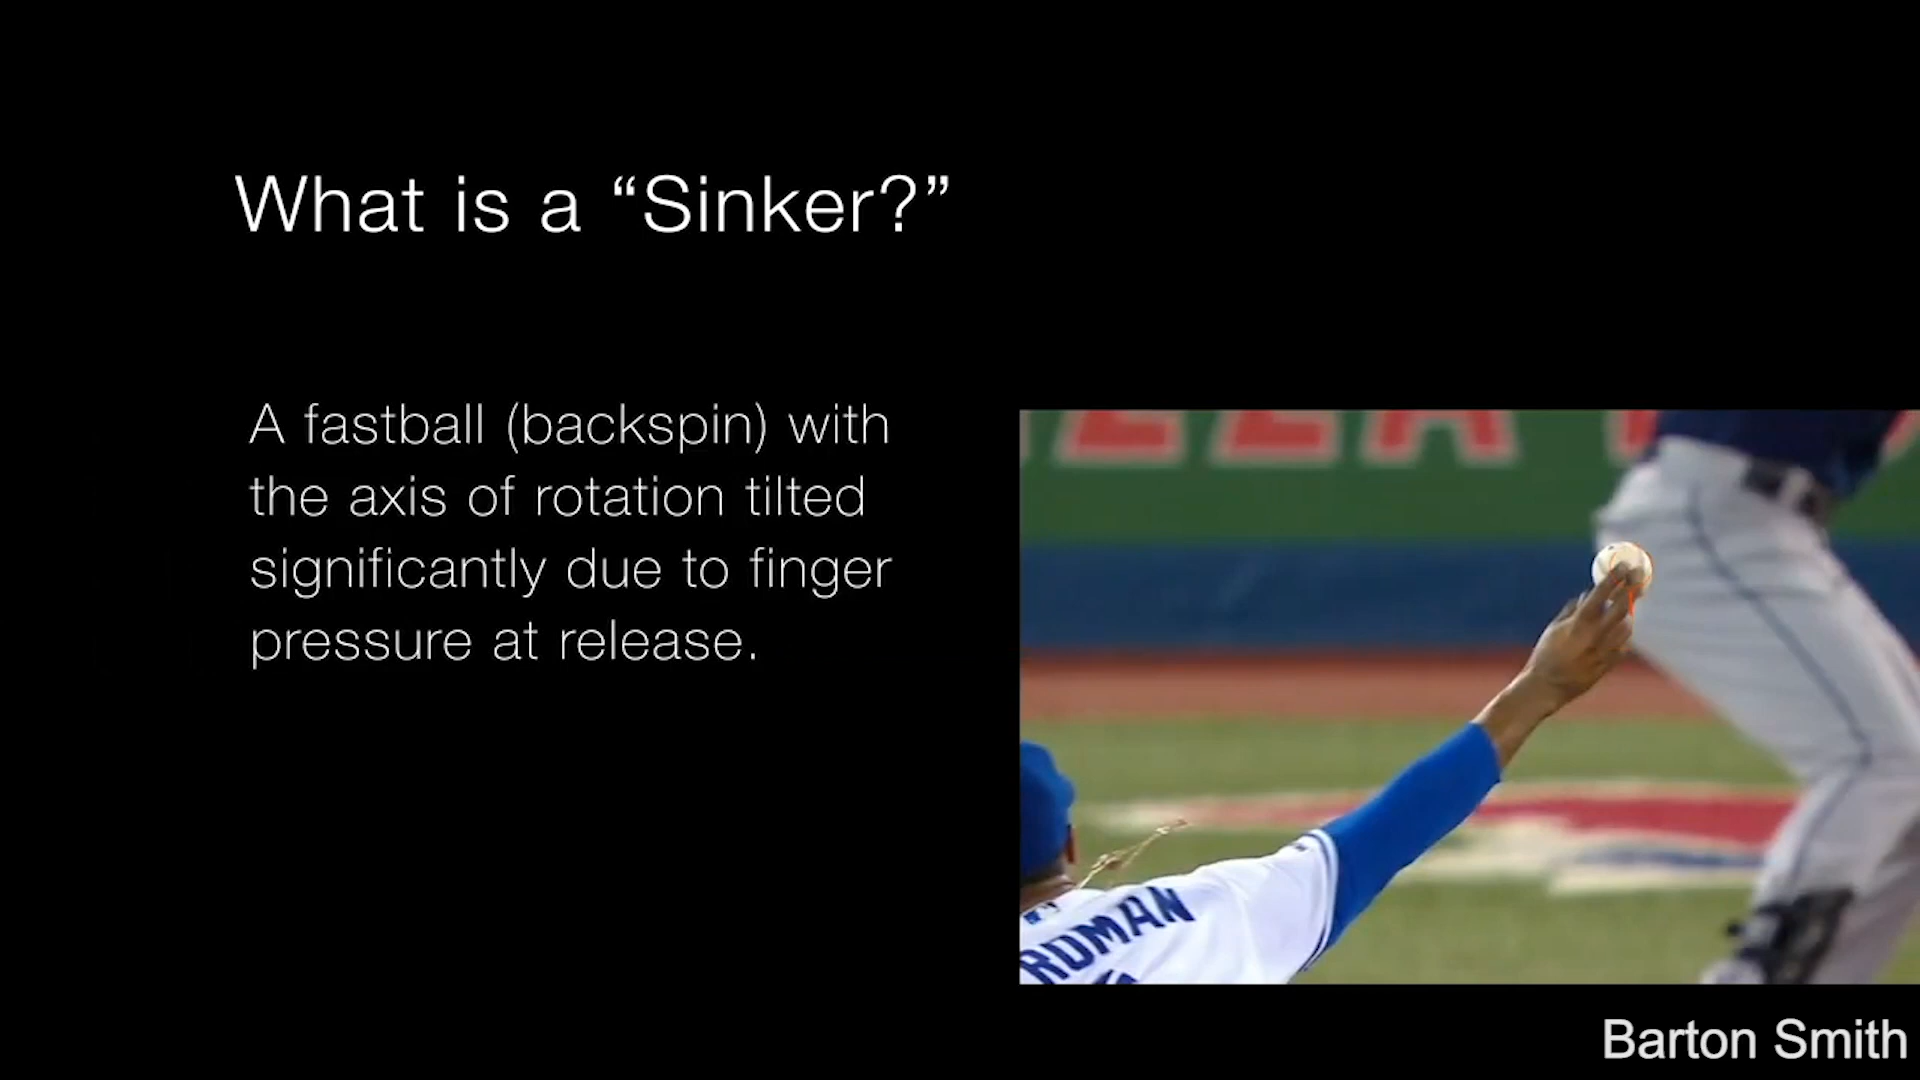 What is a “Sinker?”
A fastball (backspin) with
the axis of rotation tilted
significantly due to finger
pressure at release.
RDMAN
Barton Smith